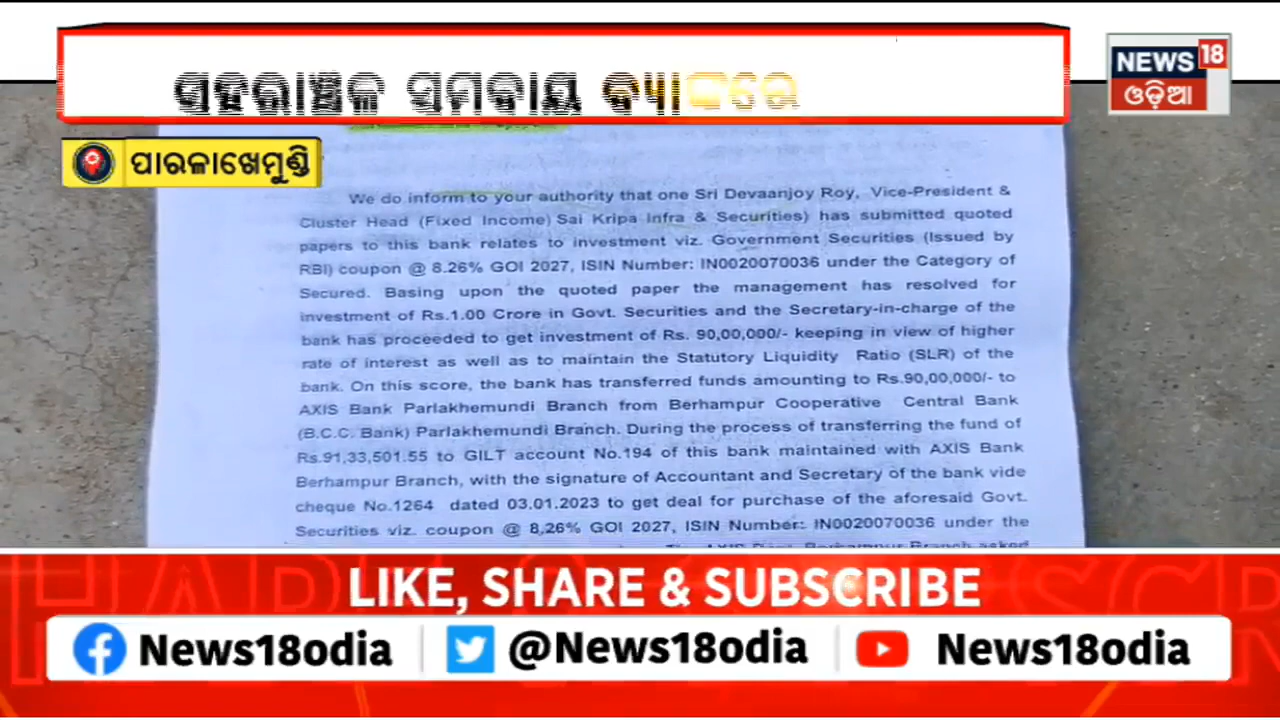 ସହରାଞ୍ଚଳ ସମବାୟ ବ୍ୟାଙ୍କରେ
NEWS 18
ଓଡ଼ିଆ
ପାରଳାଖେମୁଣ୍ଡି
We do inform to your authority that one Sri Devaanjoy Roy, Vice-President &
Cluster Head (Fixed Income) Sai Kripa Infra & Securities) has submitted quoted
papers to this bank relates to investment viz. Government Securities (Issued by
RBI) coupon @ 8.26% GOI 2027, ISIN Number: IN0020070036 under the Category of
Secured. Basing upon the quoted paper the management has resolved for
investment of Rs.1.00 Crore in Govt. Securities and the Secretary-in-charge of the
bank has proceeded to get investment of Rs. 90,00,000/- keeping in view of higher
rate of interest as well as to maintain the Statutory Liquidity Ratio (SLR) of the
bank. On this score, the bank has transferred funds amounting to Rs.90,00,000/- to
AXIS Bank Parlakhemundi Branch from Berhampur Cooperative Central Bank
(B.C.C. Bank) Parlakhemundi Branch. During the process of transferring the fund of
Rs.91,33,501.55 to GILT account No.194 of this bank maintained with AXIS Bank
Berhampur Branch, with the signature of Accountant and Secretary of the bank vide
cheque No.1264 dated 03.01.2023 to get deal for purchase of the aforesaid Govt.
Securities viz. coupon @ 8,26% GOI 2027, ISIN Number: IN0020070036 under the
LIKE, SHARE & SUBSCRIBE
News18odia @News18odia News18odia